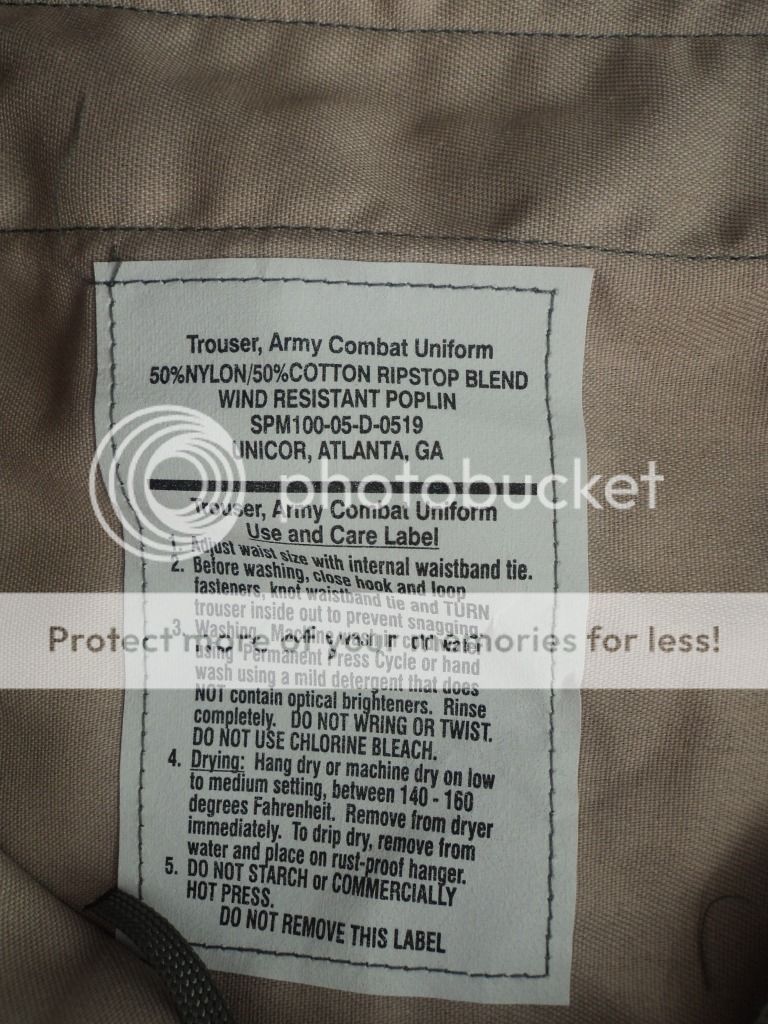 Trouser, Army Combat Uniform
50%NYLON/50%COTTON RIPSTOP BLEND
WIND RESISTANT POPLIN
SPM100-05-D-0519
UNICOR, ATLANTA, GA
photobucket
Trouser, Army Combat Uniform
Use and Care Label
1. Adjust waist size with internal waistband tie.
2. Before washing, close hook and loop
fasteners, knot waistband tie and TURN
trouser inside out to prevent snagging.
Protect more of your memories for less!
3. Washing: Machine wash in cold water
using Permanent Press Cycle or hand
wash using a mild detergent that does
NOT contain optical brighteners. Rinse
completely. DO NOT WRING OR TWIST.
DO NOT USE CHLORINE BLEACH.
4. Drying: Hang dry or machine dry on low
to medium setting, between 140 - 160
degrees Fahrenheit. Remove from dryer
immediately. To drip dry, remove from
water and place on rust-proof hanger.
5. DO NOT STARCH or COMMERCIALLY
HOT PRESS.
DO NOT REMOVE THIS LABEL